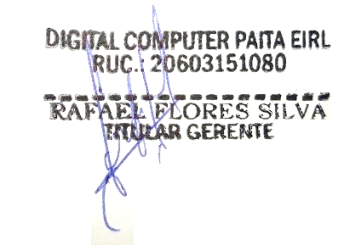 DIGITAL COMPUTER PAITA EIRL
RUC.: 20603151080
RAFAEL FLORES SILVA
TITULAR GERENTE